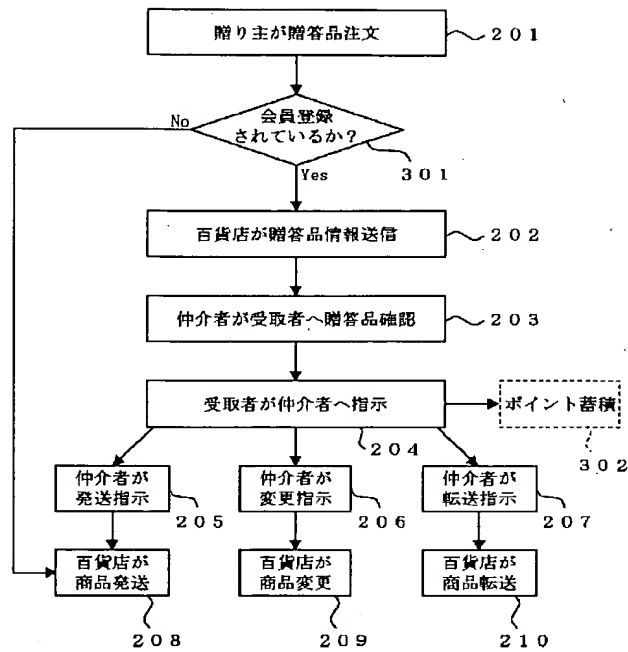 贈り主が贈答品注文
201
会員登録
されているか？
No
301
Yes
百貨店が贈答品情報送信
202
仲介者が受取者へ贈答品確認
203
受取者が仲介者へ指示
ポイント蓄積
204
302
仲介者が
発送指示
205
仲介者が
変更指示
206
仲介者が
転送指示
207
百貨店が
商品発送
208
百貨店が
商品変更
209
百貨店が
商品転送
210